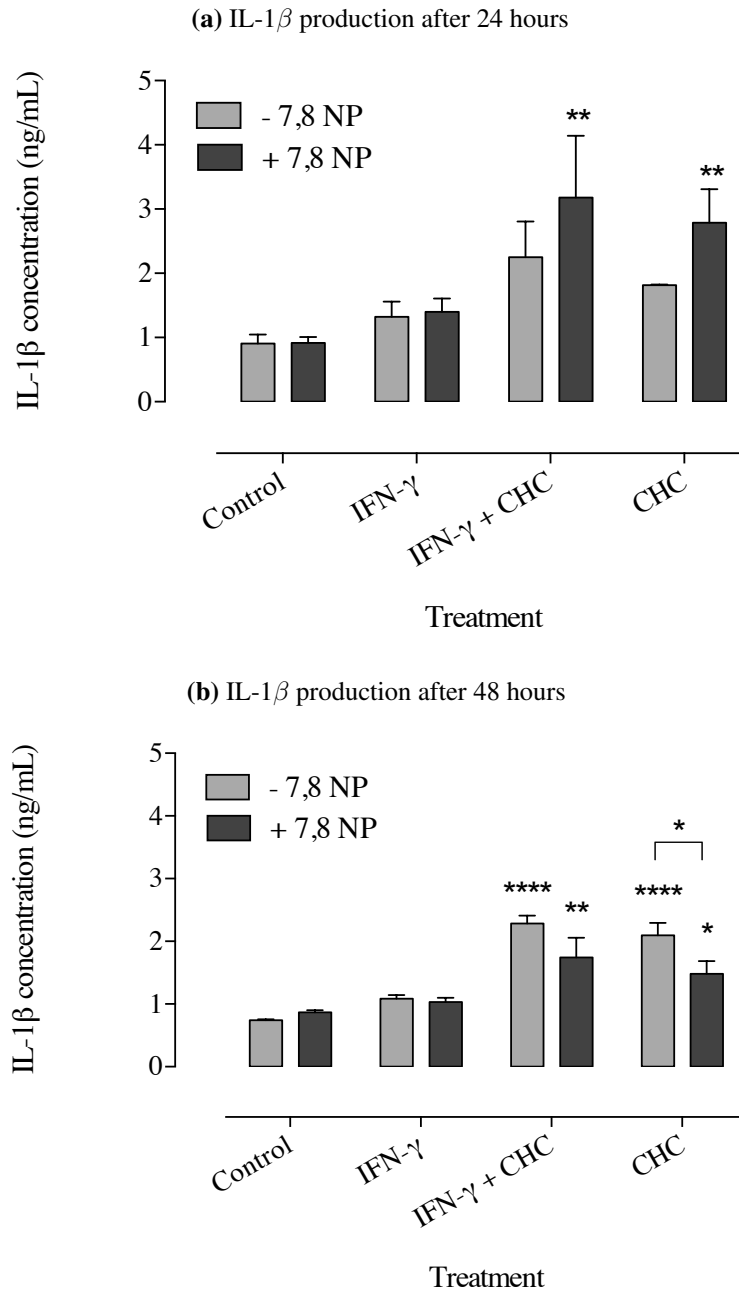 (a) IL-1β production after 24 hours
IL-1β concentration (ng/mL)
5
4
3
2
1
0
- 7,8 NP
+ 7,8 NP
**
**
Control
IFN-γ
IFN-γ + CHC
CHC
Treatment
(b) IL-1β production after 48 hours
IL-1β concentration (ng/mL)
5
4
3
2
1
0
- 7,8 NP
+ 7,8 NP
*
****
**
****
*
Control
IFN-γ
IFN-γ + CHC
CHC
Treatment